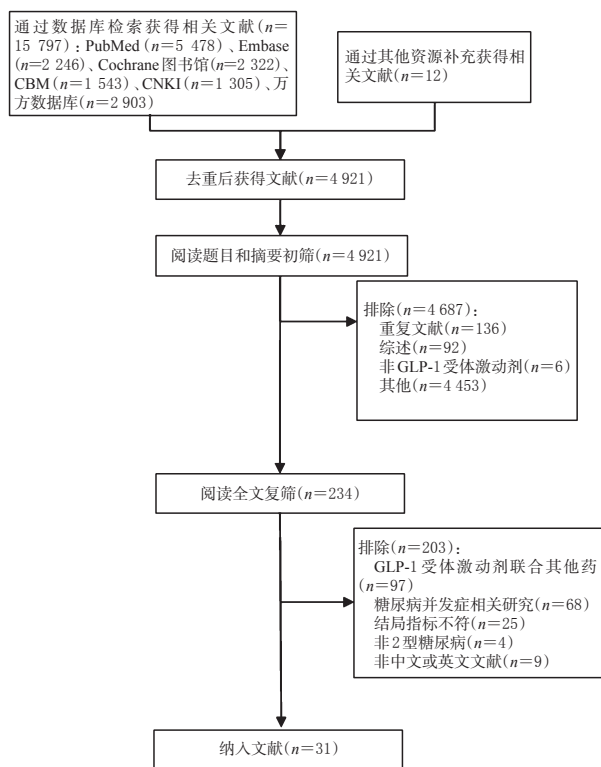 通过数据库检索获得相关文献(n=
15 797)：PubMed(n=5 478)、Embase
(n=2 246)、Cochrane图书馆(n=2 322)、
CBM(n=1 543)、CNKI(n=1 305)、万
方数据库(n=2 903)
通过其他资源补充获得相
关文献(n=12)
去重后获得文献(n=4 921)
阅读题目和摘要初筛(n=4 921)
排除(n=4 687)：
重复文献(n=136)
综述(n=92)
非GLP-1受体激动剂(n=6)
其他(n=4 453)
阅读全文复筛(n=234)
排除(n=203)：
GLP-1受体激动剂联合其他药
(n=97)
糖尿病并发症相关研究(n=68)
结局指标不符(n=25)
非2型糖尿病(n=4)
非中文或英文文献(n=9)
纳入文献(n=31)